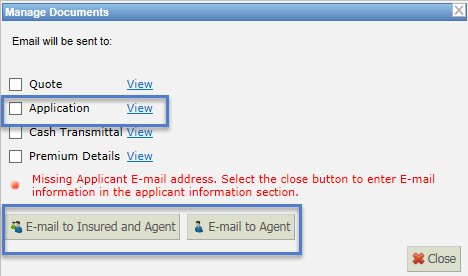 Manage Documents
Email will be sent to:
Quote View
Application View
Cash Transmittal View
Premium Details View
Missing Applicant E-mail address. Select the close button to enter E-mail
information in the applicant information section.
E-mail to Insured and Agent E-mail to Agent
Close